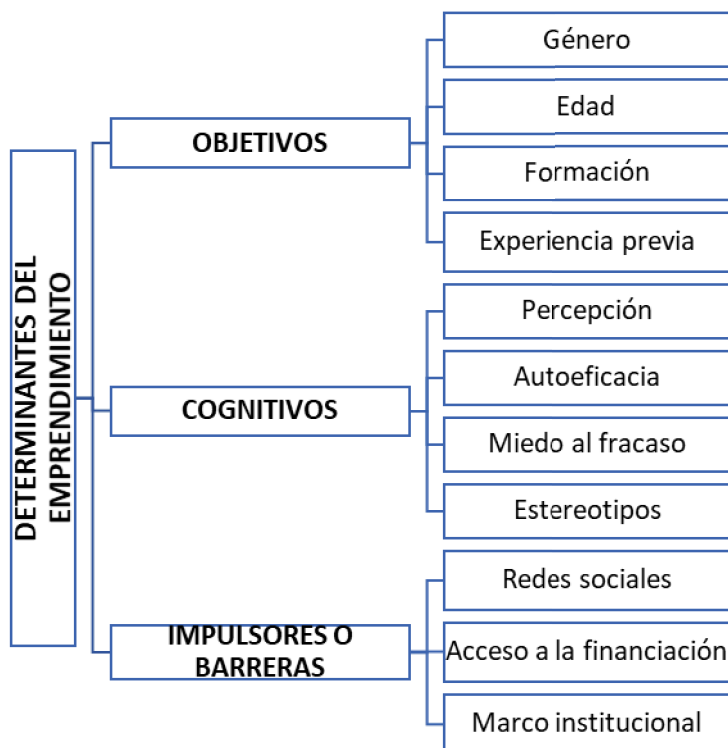 DETERMINANTES DEL
EMPRENDIMIENTO
OBJETIVOS
Género
Edad
Formación
Experiencia previa
COGNITIVOS
Percepción
Autoeficacia
Miedo al fracaso
Estereotipos
IMPULSORES O
BARRERAS
Redes sociales
Acceso a la financiación
Marco institucional